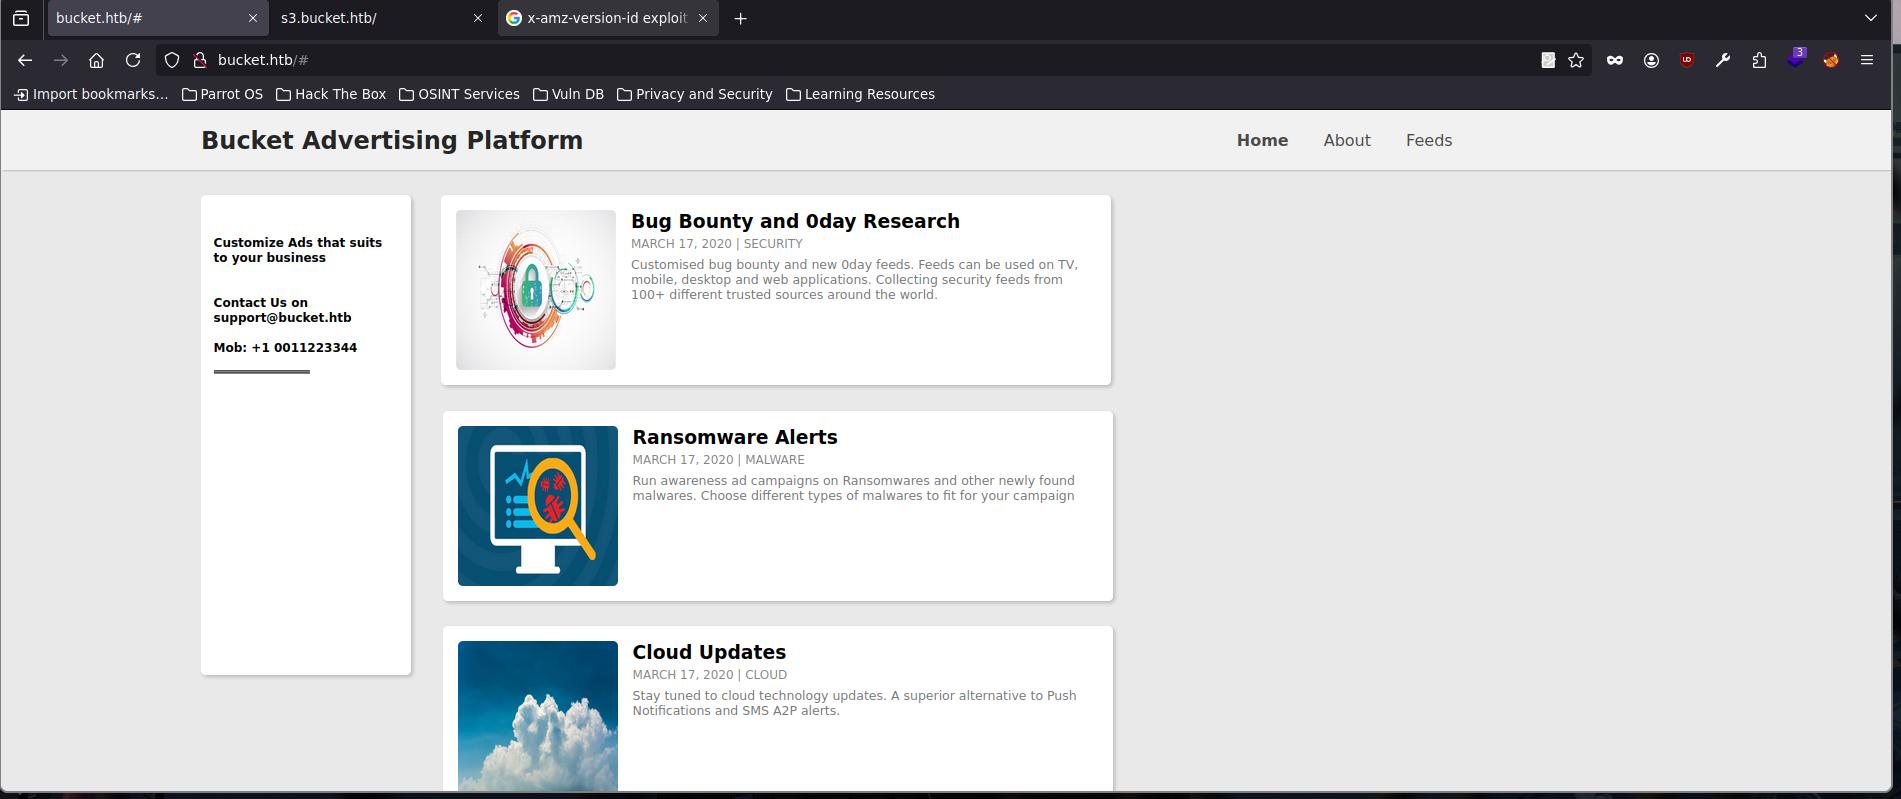 bucket.htb/#
s3.bucket.htb/
x-amz-version-id exploit
bucket.htb/#
3
Import bookmarks...
Parrot OS
Hack The Box
OSINT Services
Vuln DB
Privacy and Security
Learning Resources
Bucket Advertising Platform
Home
About
Feeds
Customize Ads that suits
to your business
Contact Us on
support@bucket.htb
Mob: +1 0011223344
Bug Bounty and 0day Research
MARCH 17, 2020 | SECURITY
Customised bug bounty and new 0day feeds. Feeds can be used on TV,
mobile, desktop and web applications. Collecting security feeds from
100+ different trusted sources around the world.
Ransomware Alerts
MARCH 17, 2020 | MALWARE
Run awareness ad campaigns on Ransomwares and other newly found
malwares. Choose different types of malwares to fit for your campaign
Cloud Updates
MARCH 17, 2020 | CLOUD
Stay tuned to cloud technology updates. A superior alternative to Push
Notifications and SMS A2P alerts.